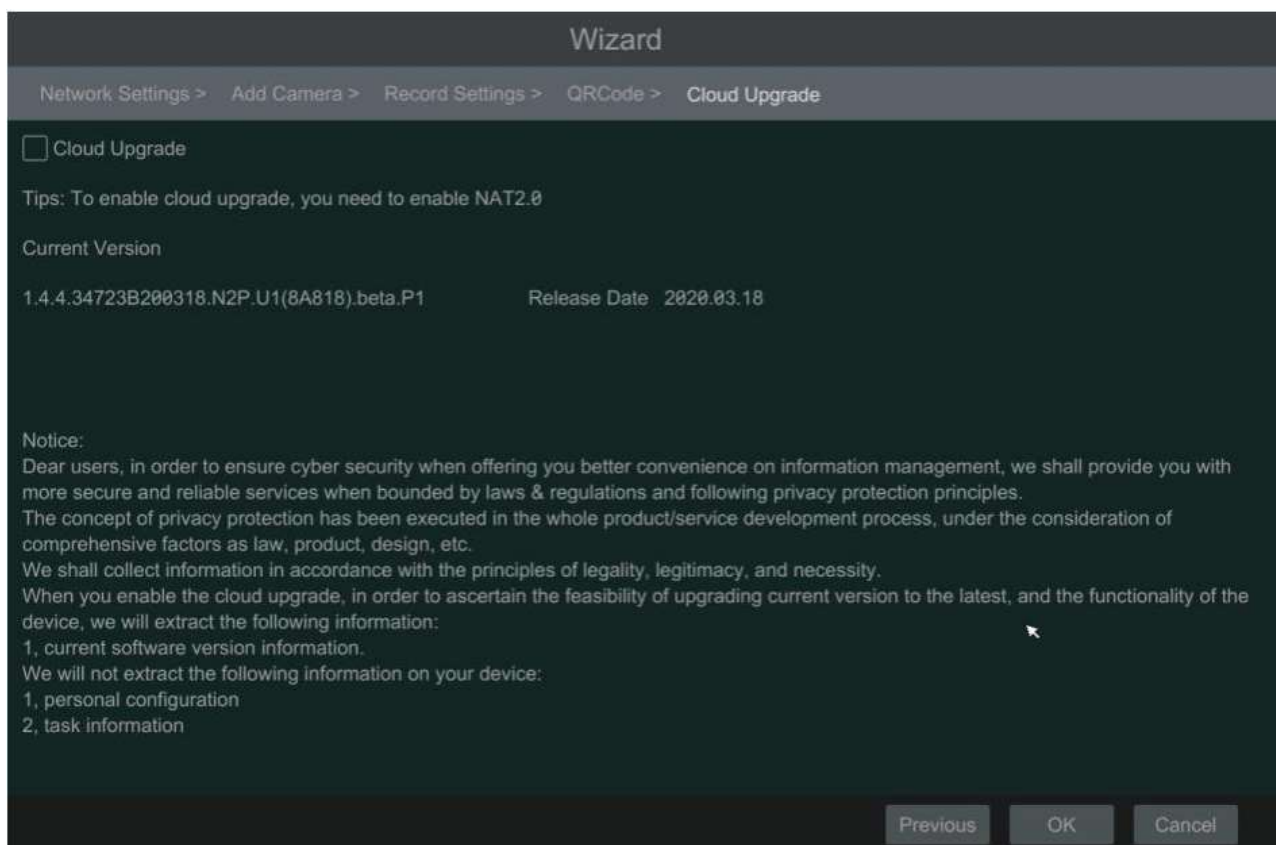 Wizard
Network Settings > Add Camera > Record Settings > QRCode > Cloud Upgrade
Cloud Upgrade
Tips: To enable cloud upgrade, you need to enable NAT2.0
Current Version
1.4.4.34723B200318.N2P.U1(8A818).beta.P1 Release Date 2020.03.18
Notice:
Dear users, in order to ensure cyber security when offering you better convenience on information management, we shall provide you with
more secure and reliable services when bounded by laws & regulations and following privacy protection principles.
The concept of privacy protection has been executed in the whole product/service development process, under the consideration of
comprehensive factors as law, product, design, etc.
We shall collect information in accordance with the principles of legality, legitimacy, and necessity.
When you enable the cloud upgrade, in order to ascertain the feasibility of upgrading current version to the latest, and the functionality of the
device, we will extract the following information:
1, current software version information.
We will not extract the following information on your device:
1, personal configuration
2, task information
Previous OK Cancel